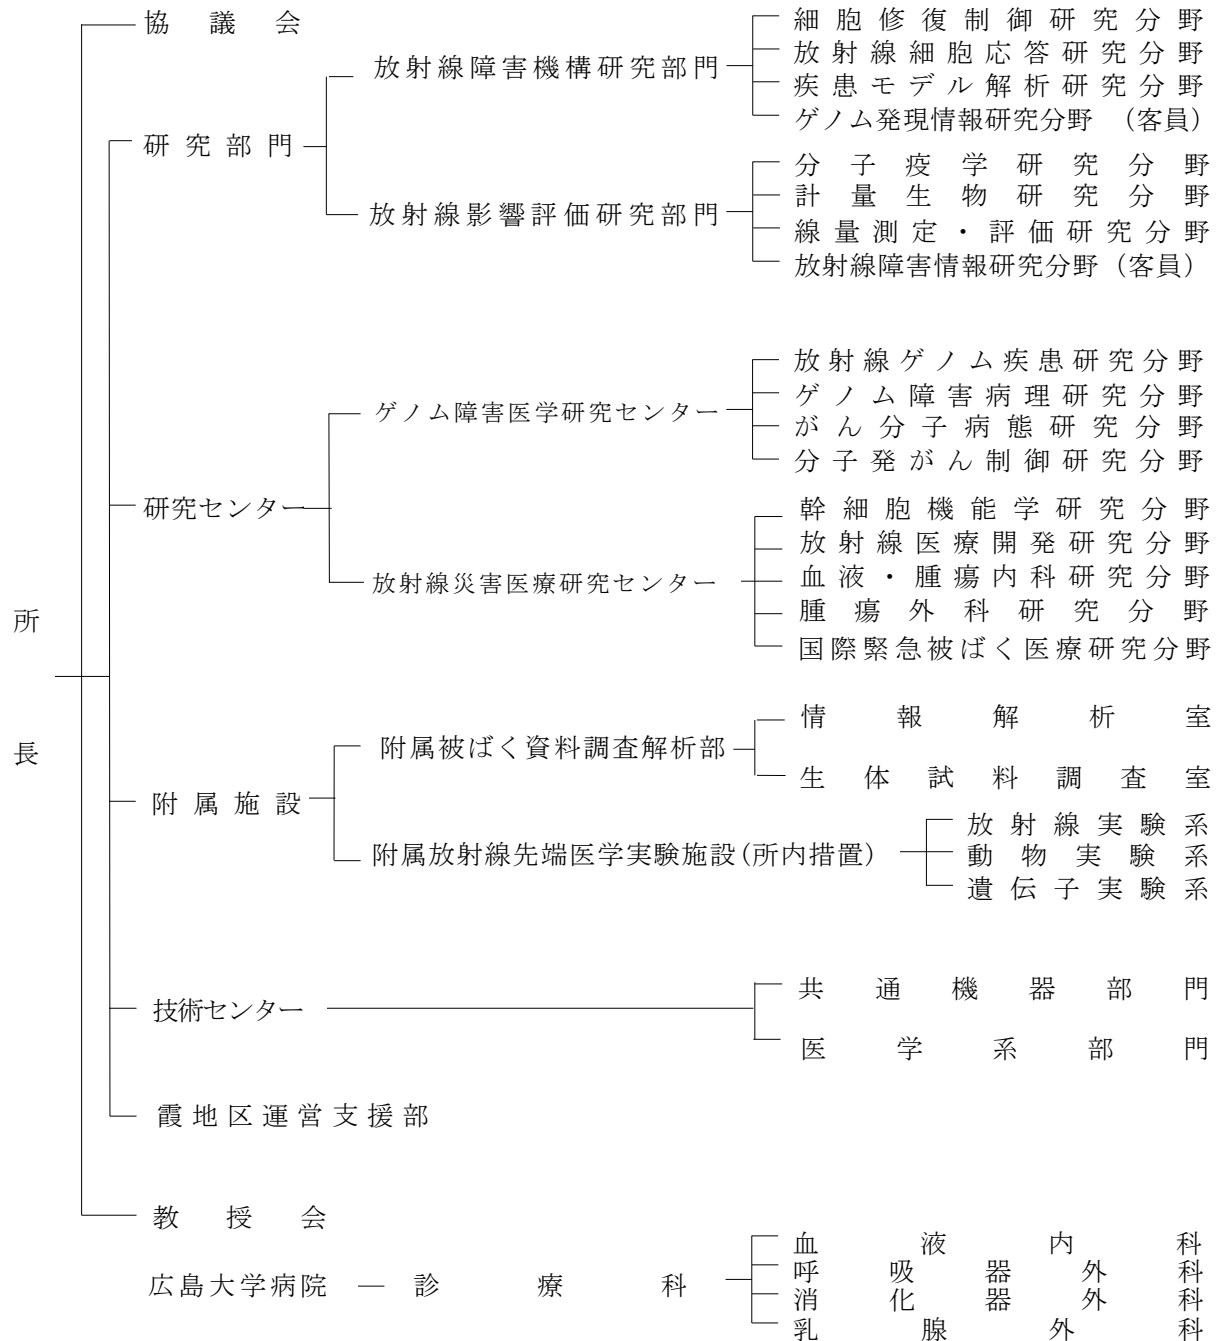 協議会
研究部門
放射線障害機構研究部門
細胞修復制御研究分野
放射線細胞応答研究分野
疾患モデル解析研究分野
ゲノム発現情報研究分野（客員）
放射線影響評価研究部門
分子疫学研究分野
計量生物研究分野
線量測定・評価研究分野
放射線障害情報研究分野（客員）
研究センター
ゲノム障害医学研究センター
放射線ゲノム疾患研究分野
ゲノム障害病理研究分野
がん分子病態研究分野
分子発がん制御研究分野
放射線災害医療研究センター
幹細胞機能学研究分野
放射線医療開発研究分野
血液・腫瘍内科研究分野
腫瘍外科研究分野
国際緊急被ばく医療研究分野
所長
附属施設
附属被ばく資料調査解析部
情報解析室
生体試料調査室
附属放射線先端医学実験施設(所内措置)
放射線実験系
動物実験系
遺伝子実験系
技術センター
共通機器部門
医学系部門
霞地区運営支援部
教授会
広島大学病院 ― 診療科
血液内科
呼吸器外科
消化器外科
乳腺外科